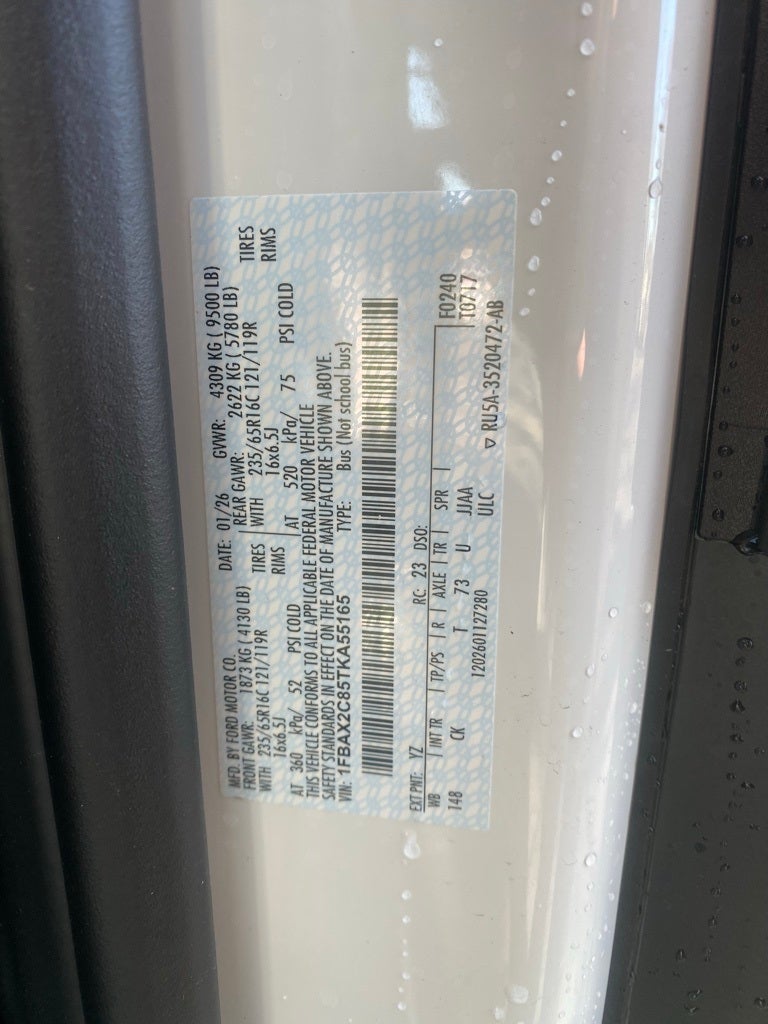 MFD. BY FORD MOTOR CO.
DATE: 01/26 GVWR: 4309 KG ( 9500 LB)
FRONT GAWR: 1873 KG ( 4130 LB) REAR GAWR: 2622 KG ( 5780 LB)
WITH 235/65R16C 121/119R TIRES WITH 235/65R16C 121/119R TIRES
16x6.5J RIMS 16x6.5J RIMS
AT 360 kPa/ 52 PSI COLD AT 520 kPa/ 75 PSI COLD
THIS VEHICLE CONFORMS TO ALL APPLICABLE FEDERAL MOTOR VEHICLE
SAFETY STANDARDS IN EFFECT ON THE DATE OF MANUFACTURE SHOWN ABOVE.
VIN: 1FBAX2C85TKA55165 TYPE: Bus (Not school bus)
EXT PNT: YZ RC: 23 DSO: F0240
WB INT TR TP/PS R AXLE TR SPR T0717
148 CK T 73 U JJAA
1202601127280 ULC
▽ RU5A-3520472-AB